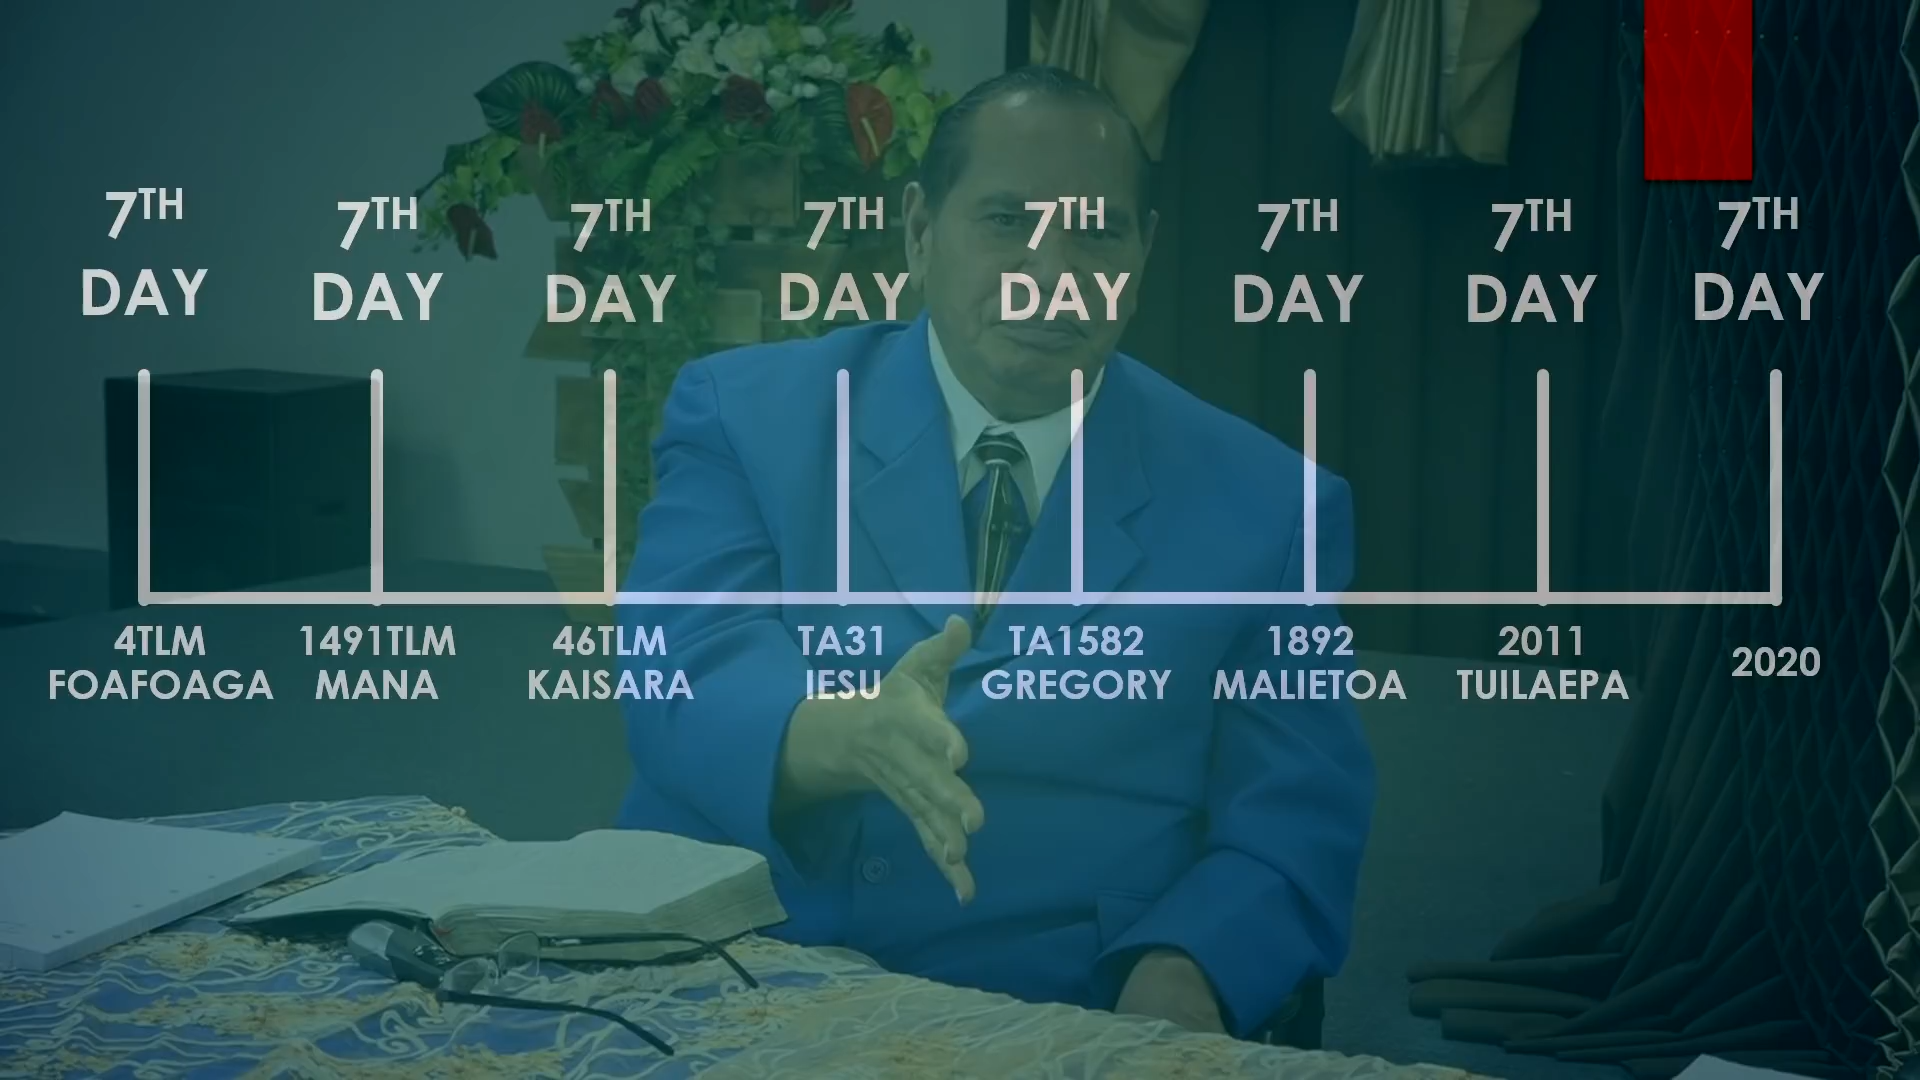 7TH DAY
7TH DAY
7TH DAY
7TH DAY
7TH DAY
7TH DAY
7TH DAY
7TH DAY
4TLM
FOAFOAGA
1491TLM
MANA
46TLM
KAISARA
TA31
IESU
TA1582
GREGORY
1892
MALIETOA
2011
TUILAEPA
2020